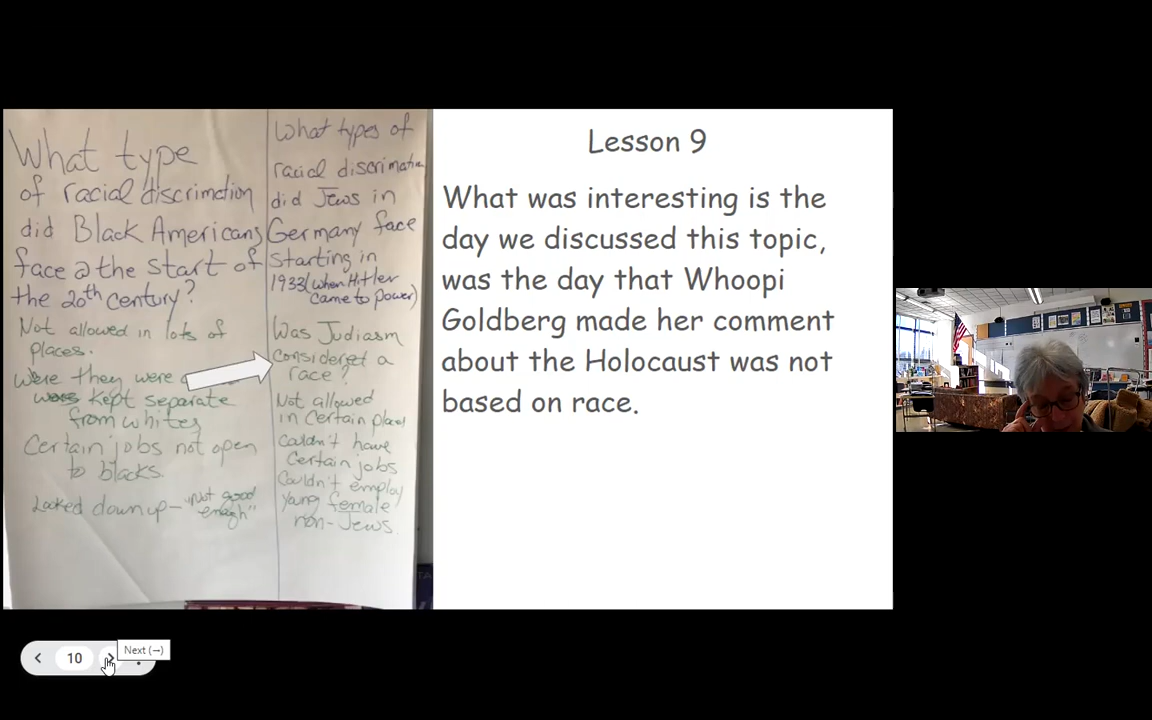 What type
of racial discrimation
did Black Americans
face @ the start of
the 20th century?
Not allowed in lots of
places.
Were they were
kept separate
from whites
Certain jobs not open
to blacks.
Looked down up- "Not good
enough"
What types of
racial discrimatin
did Jews in
Germany face
Starting in
1933 (when Hitler
came to power)
Was Judiasm
a
race?
Not allowed
in Certain
Couldn't have
Certain jobs
Couldn't employ
Young female
non-Jews.
Lesson 9
What was interesting is the
day we discussed this topic,
was the day that Whoopi
Goldberg made her comment
about the Holocaust was not
based on race.
10
Next (→)